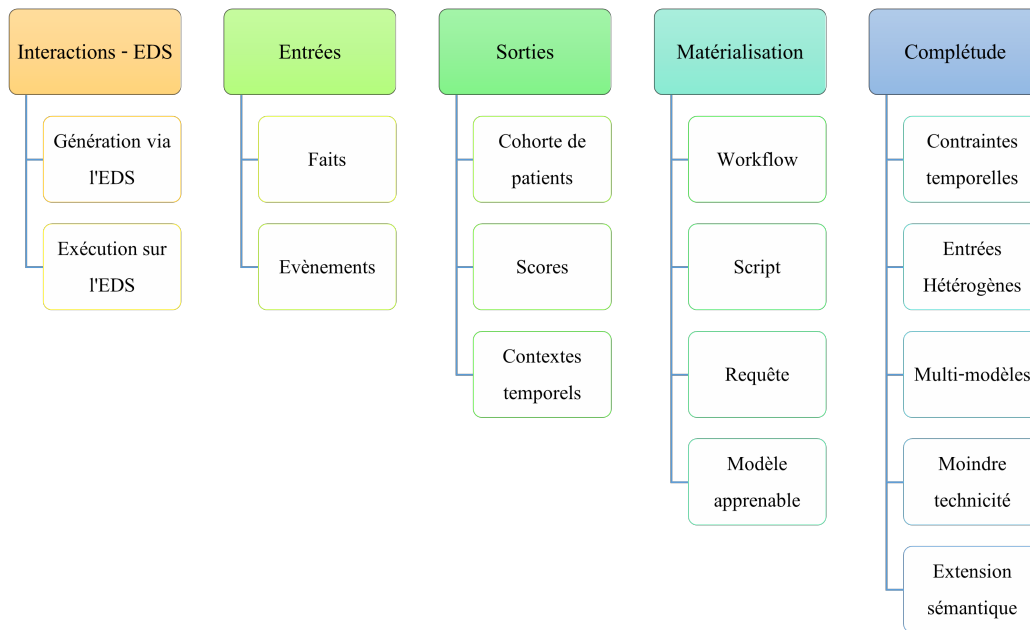 Interactions - EDS
Génération via
l'EDS
Exécution sur
l'EDS
Entrées
Faits
Evènements
Sorties
Cohorte de
patients
Scores
Contextes
temporels
Matérialisation
Workflow
Script
Requête
Modèle
apprenable
Complétude
Contraintes
temporelles
Entrées
Hétérogènes
Multi-modèles
Moindre
technicité
Extension
sémantique